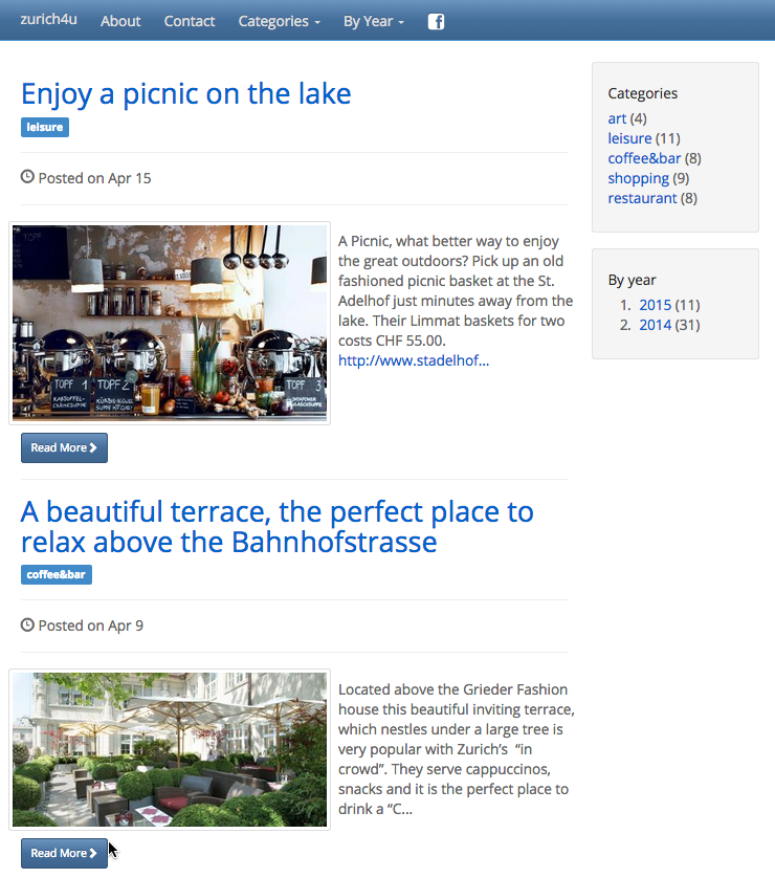 zurich4u About Contact Categories By Year
Enjoy a picnic on the lake
leisure
Posted on Apr 15
TOPF 1 TOPF 2 TOPF 3
A Picnic, what better way to enjoy
the great outdoors? Pick up an old
fashioned picnic basket at the St.
Adelhof just minutes away from the
lake. Their Limmat baskets for two
costs CHF 55.00.
http://www.stadelhof...
Read More
A beautiful terrace, the perfect place to
relax above the Bahnhofstrasse
coffee&bar
Posted on Apr 9
Located above the Grieder Fashion
house this beautiful inviting terrace,
which nestles under a large tree is
very popular with Zurich's “in
crowd”. They serve cappuccinos,
snacks and it is the perfect place to
drink a “C...
Read More
Categories
art (4)
leisure (11)
coffee&bar (8)
shopping (9)
restaurant (8)
By year
1. 2015 (11)
2. 2014 (31)